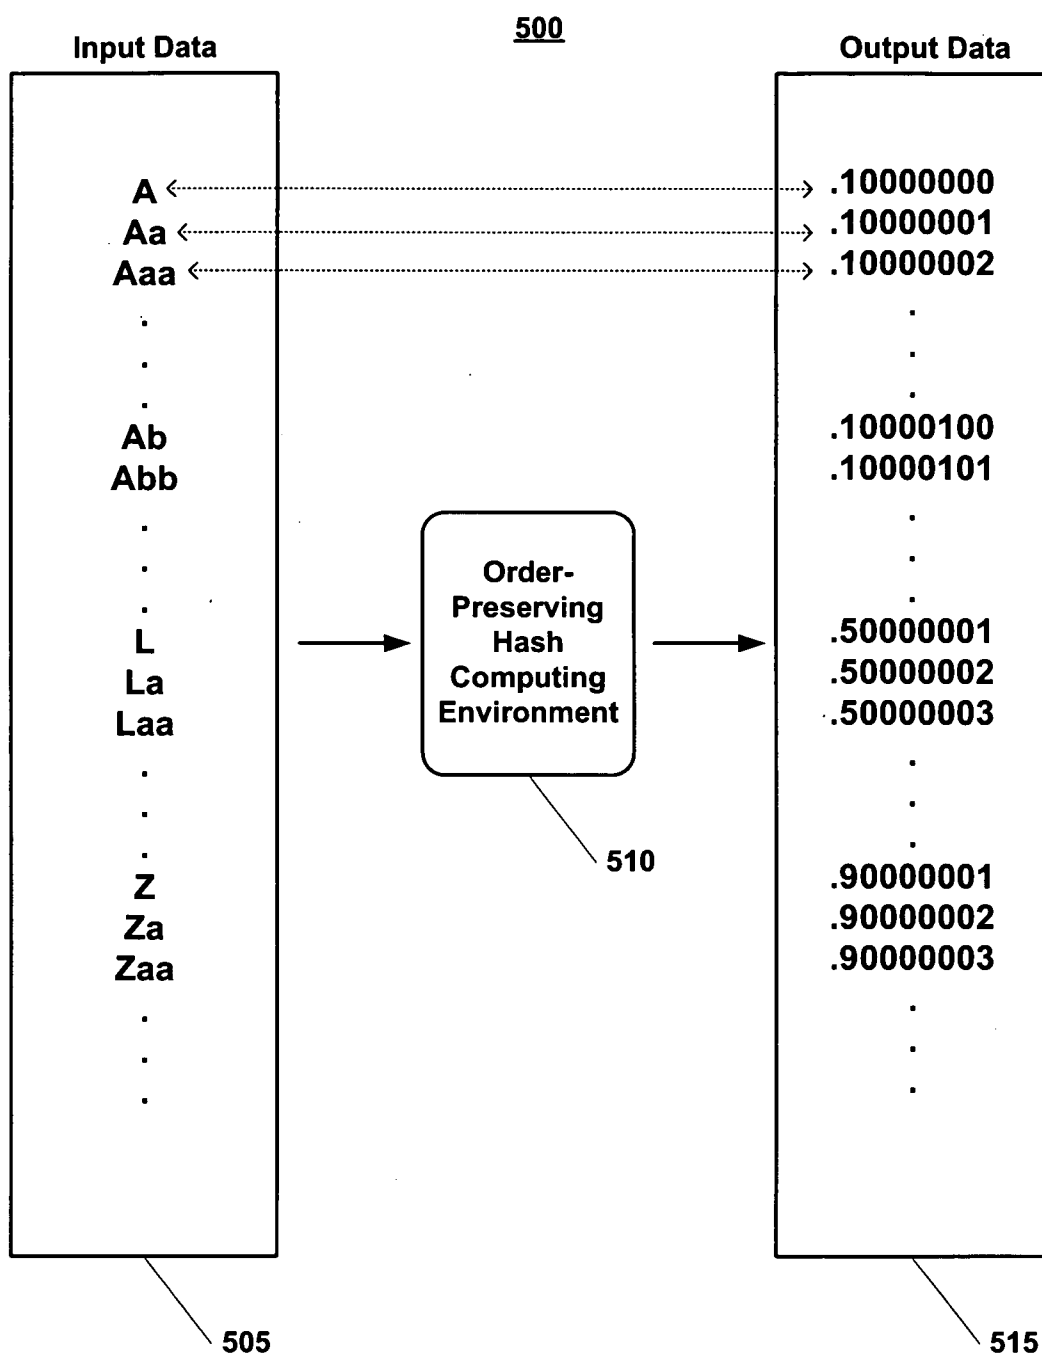 500
Input Data
Output Data
A
.10000000
Aa
.10000001
Aaa
.10000002
.
.
.
.
.
.
Ab
.10000100
Abb
.10000101
.
.
.
.
.
.
Order-
Preserving
Hash
Computing
Environment
L
.50000001
La
.50000002
Laa
.50000003
.
.
.
.
.
.
510
Z
.90000001
Za
.90000002
Zaa
.90000003
.
.
.
.
.
.
505
515